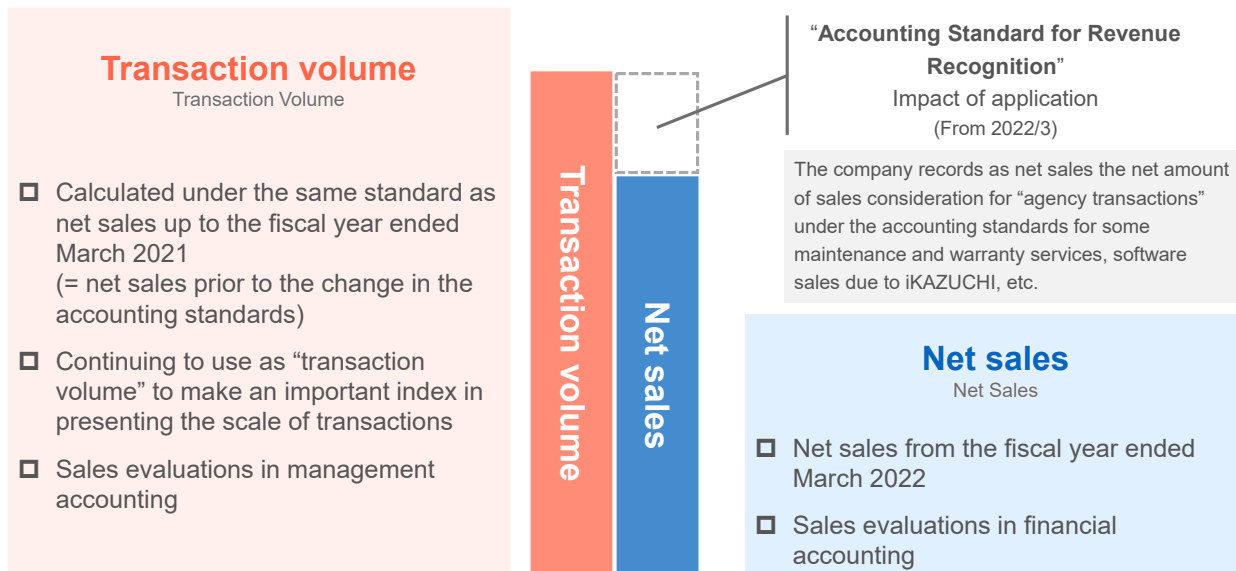 Transaction volume
Transaction Volume
Calculated under the same standard as
net sales up to the fiscal year ended
March 2021
(= net sales prior to the change in the
accounting standards)
Continuing to use as “transaction
volume” to make an important index in
presenting the scale of transactions
Sales evaluations in management
accounting
Transaction volume
Net sales
“Accounting Standard for Revenue
Recognition”
Impact of application
(From 2022/3)
The company records as net sales the net amount
of sales consideration for “agency transactions”
under the accounting standards for some
maintenance and warranty services, software
sales due to iKAZUCHI, etc.
Net sales
Net Sales
Net sales from the fiscal year ended
March 2022
Sales evaluations in financial
accounting